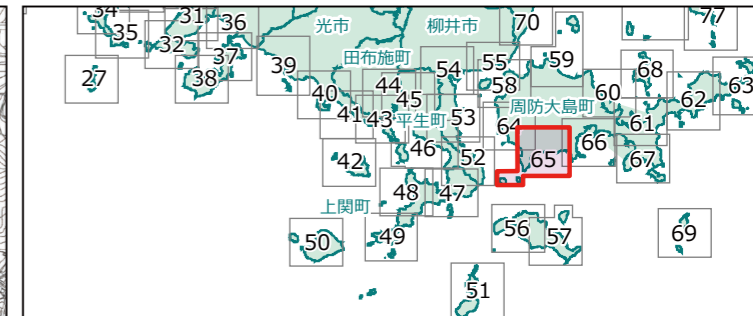 34 31 36 光市 柳井市 70 77
35 32 37 39 田布施町 54 55 59 68
27 38 40 44 58 60 62 63
41 43 45 平生町 53 周防大島町 61
64 66
42 46 52 65 67
48 47
上関町 56 57 69
50 49
51